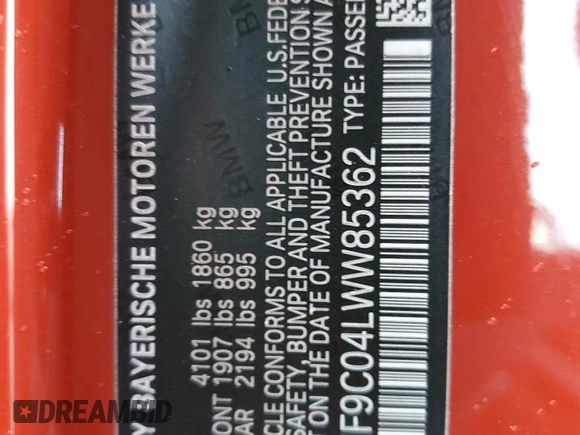 Y BAYERISCHE MOTOREN WERKE
4101 lbs 1860 kg
ONT 1907 lbs 865 kg
AR 2194 lbs 995 kg
CLE CONFORMS TO ALL APPLICABLE U.S. FEDE
SAFETY, BUMPER AND THEFT PREVENTION S
ON THE DATE OF MANUFACTURE SHOWN A
F9C04LWW85362 TYPE: PASSE
BMW
BMW
DREAMBID